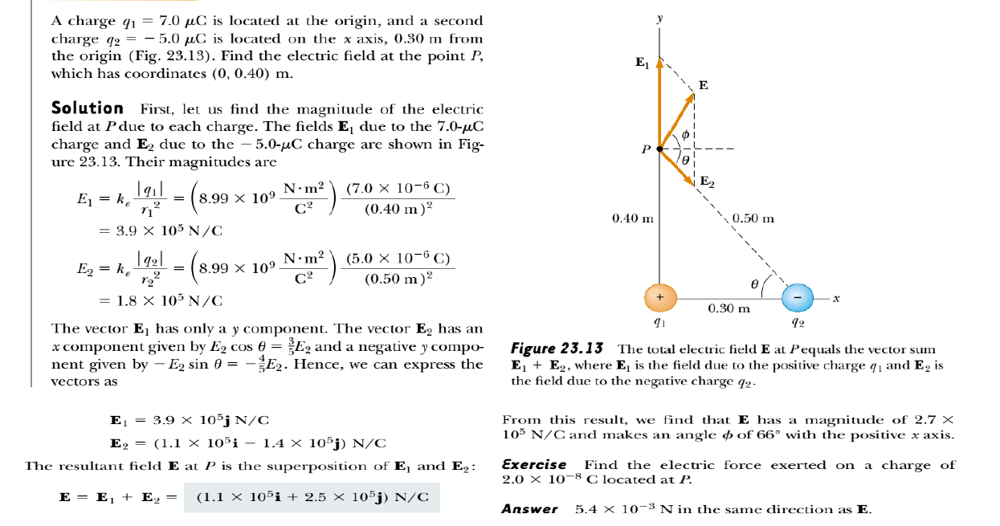 A charge q₁ = 7.0 μC is located at the origin, and a second
charge q₂ = − 5.0 μC is located on the x axis, 0.30 m from
the origin (Fig. 23.13). Find the electric field at the point P,
which has coordinates (0, 0.40) m.
Solution First, let us find the magnitude of the electric
field at P due to each charge. The fields E₁ due to the 7.0-μC
charge and E₂ due to the − 5.0-μC charge are shown in Fig-
ure 23.13. Their magnitudes are
E₁ = kₑ |q₁|/r₁² = (8.99 × 10⁹ N·m²/C²) (7.0 × 10⁻⁶ C)/(0.40 m)²
= 3.9 × 10⁵ N/C
E₂ = kₑ |q₂|/r₂² = (8.99 × 10⁹ N·m²/C²) (5.0 × 10⁻⁶ C)/(0.50 m)²
= 1.8 × 10⁵ N/C
The vector E₁ has only a y component. The vector E₂ has an
x component given by E₂ cos θ = 3/5 E₂ and a negative y compo-
nent given by − E₂ sin θ = −4/5 E₂. Hence, we can express the
vectors as
E₁ = 3.9 × 10⁵j N/C
E₂ = (1.1 × 10⁵i − 1.4 × 10⁵j) N/C
The resultant field E at P is the superposition of E₁ and E₂:
E = E₁ + E₂ = (1.1 × 10⁵i + 2.5 × 10⁵j) N/C
y
E₁
E
ϕ
P
θ
E₂
0.40 m
0.50 m
θ
+
−
x
0.30 m
q₁
q₂
Figure 23.13 The total electric field E at P equals the vector sum
E₁ + E₂, where E₁ is the field due to the positive charge q₁ and E₂ is
the field due to the negative charge q₂.
From this result, we find that E has a magnitude of 2.7 ×
10⁵ N/C and makes an angle ϕ of 66° with the positive x axis.
Exercise Find the electric force exerted on a charge of
2.0 × 10⁻⁸ C located at P.
Answer 5.4 × 10⁻³ N in the same direction as E.